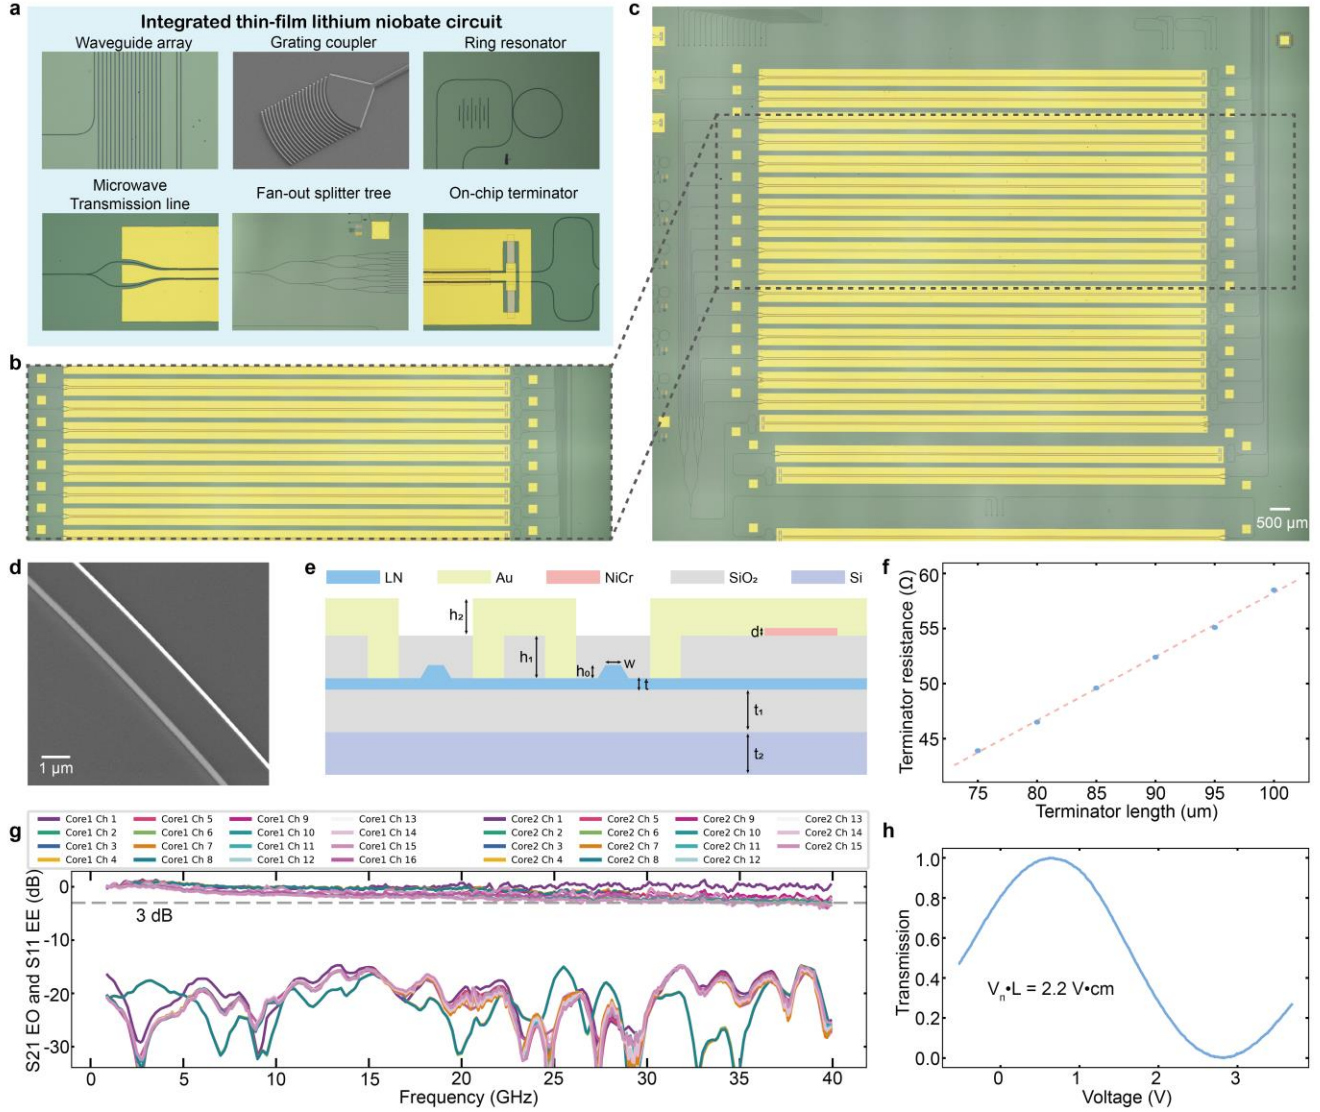 a
Integrated thin-film lithium niobate circuit
Waveguide array
Grating coupler
Ring resonator
Microwave
Transmission line
Fan-out splitter tree
On-chip terminator
b
c
500 μm
d
1 μm
e
LN
Au
NiCr
SiO₂
Si
h₂
h₁
h₀
w
t
d
t₁
t₂
f
Terminator resistance (Ω)
60
55
50
45
75 80 85 90 95 100
Terminator length (um)
g
Core1 Ch 1 Core1 Ch 5 Core1 Ch 9 Core1 Ch 13 Core2 Ch 1 Core2 Ch 5 Core2 Ch 9 Core2 Ch 13
Core1 Ch 2 Core1 Ch 6 Core1 Ch 10 Core1 Ch 14 Core2 Ch 2 Core2 Ch 6 Core2 Ch 10 Core2 Ch 14
Core1 Ch 3 Core1 Ch 7 Core1 Ch 11 Core1 Ch 15 Core2 Ch 3 Core2 Ch 7 Core2 Ch 11 Core2 Ch 15
Core1 Ch 4 Core1 Ch 8 Core1 Ch 12 Core1 Ch 16 Core2 Ch 4 Core2 Ch 8 Core2 Ch 12
S21 EO and S11 EE (dB)
0
-10
-20
-30
3 dB
0 5 10 15 20 25 30 35 40
Frequency (GHz)
h
Transmission
1.0
0.8
0.6
0.4
0.2
0.0
Vₙ•L = 2.2 V•cm
0 1 2 3
Voltage (V)